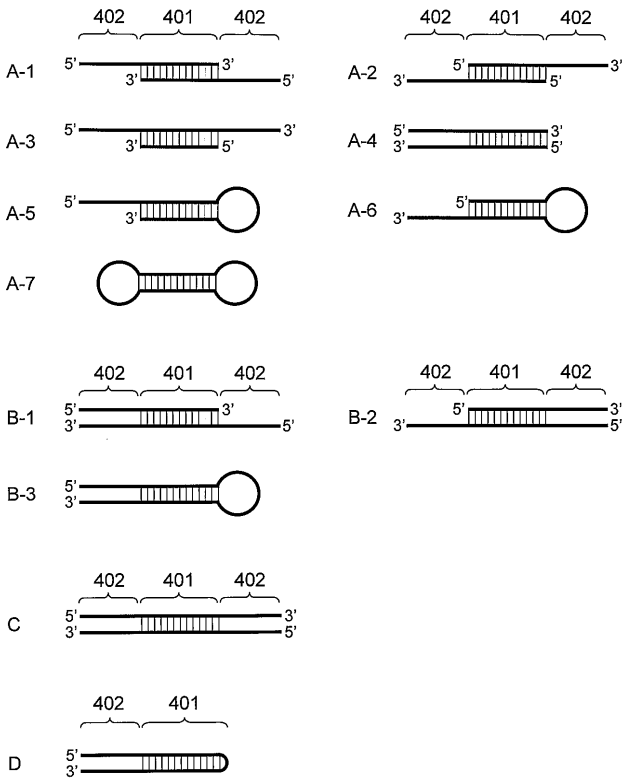 402 401 402
402 401 402
5' 3'
A-1 3' 5'
5' 3'
A-2 3' 5'
5' 3'
A-3 3' 5'
5' 3'
A-4 3' 5'
5'
A-5 3'
5'
A-6 3'
A-7
402 401 402
402 401 402
5' 3'
B-1 3' 5'
5' 3'
B-2 3' 5'
5'
B-3 3'
402 401 402
5' 3'
C 3' 5'
402 401
5'
D 3'